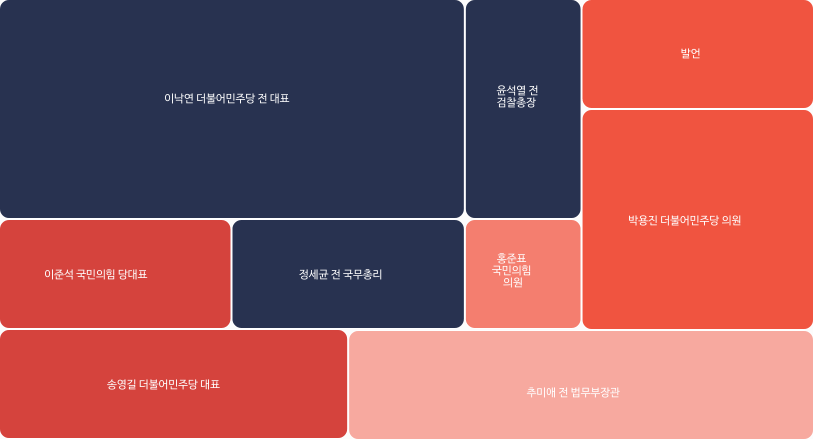 이낙연 더불어민주당 전 대표
윤석열 전
검찰총장
발언
박용진 더불어민주당 의원
이준석 국민의힘 당대표
정세균 전 국무총리
홍준표
국민의힘
의원
송영길 더불어민주당 대표
추미애 전 법무부장관